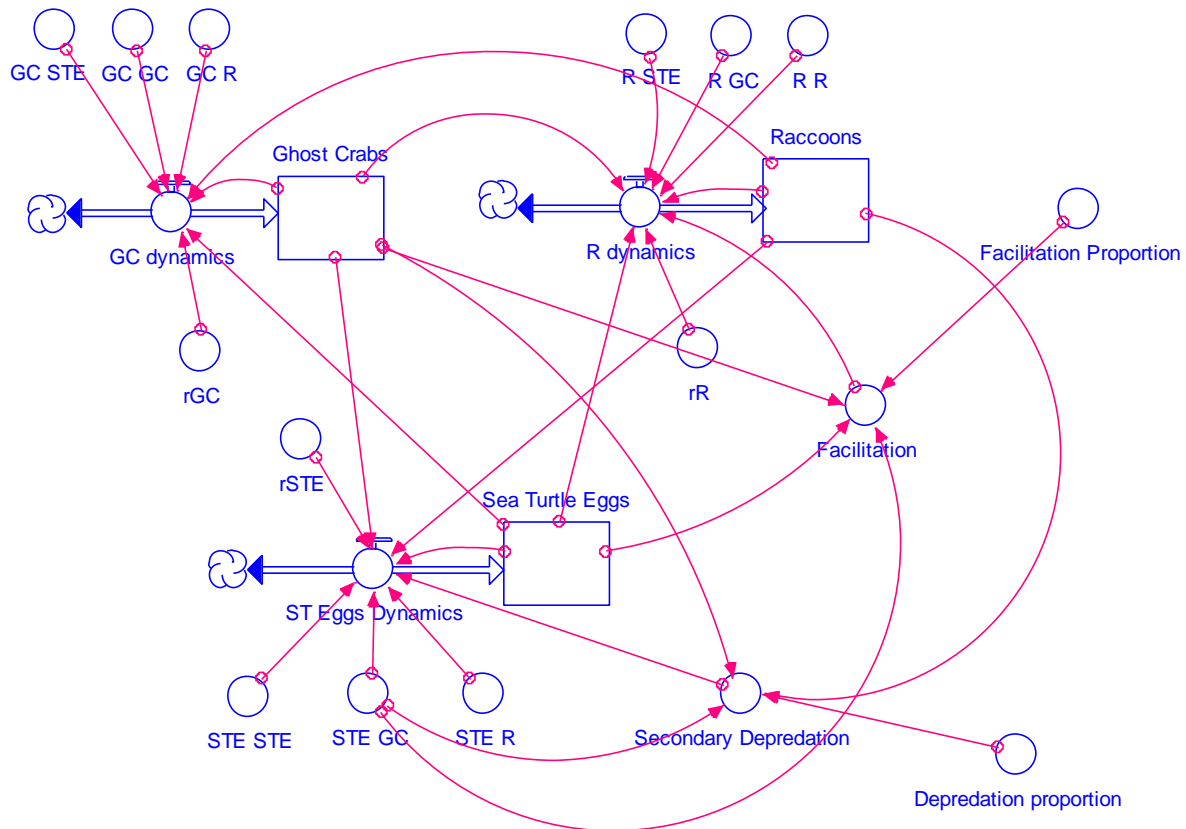 GC STE
GC GC
GC R
R STE
R GC
R R
Ghost Crabs
Raccoons
GC dynamics
R dynamics
Facilitation Proportion
rGC
rR
Facilitation
rSTE
Sea Turtle Eggs
ST Eggs Dynamics
STE STE
STE GC
STE R
Secondary Depredation
Depredation proportion